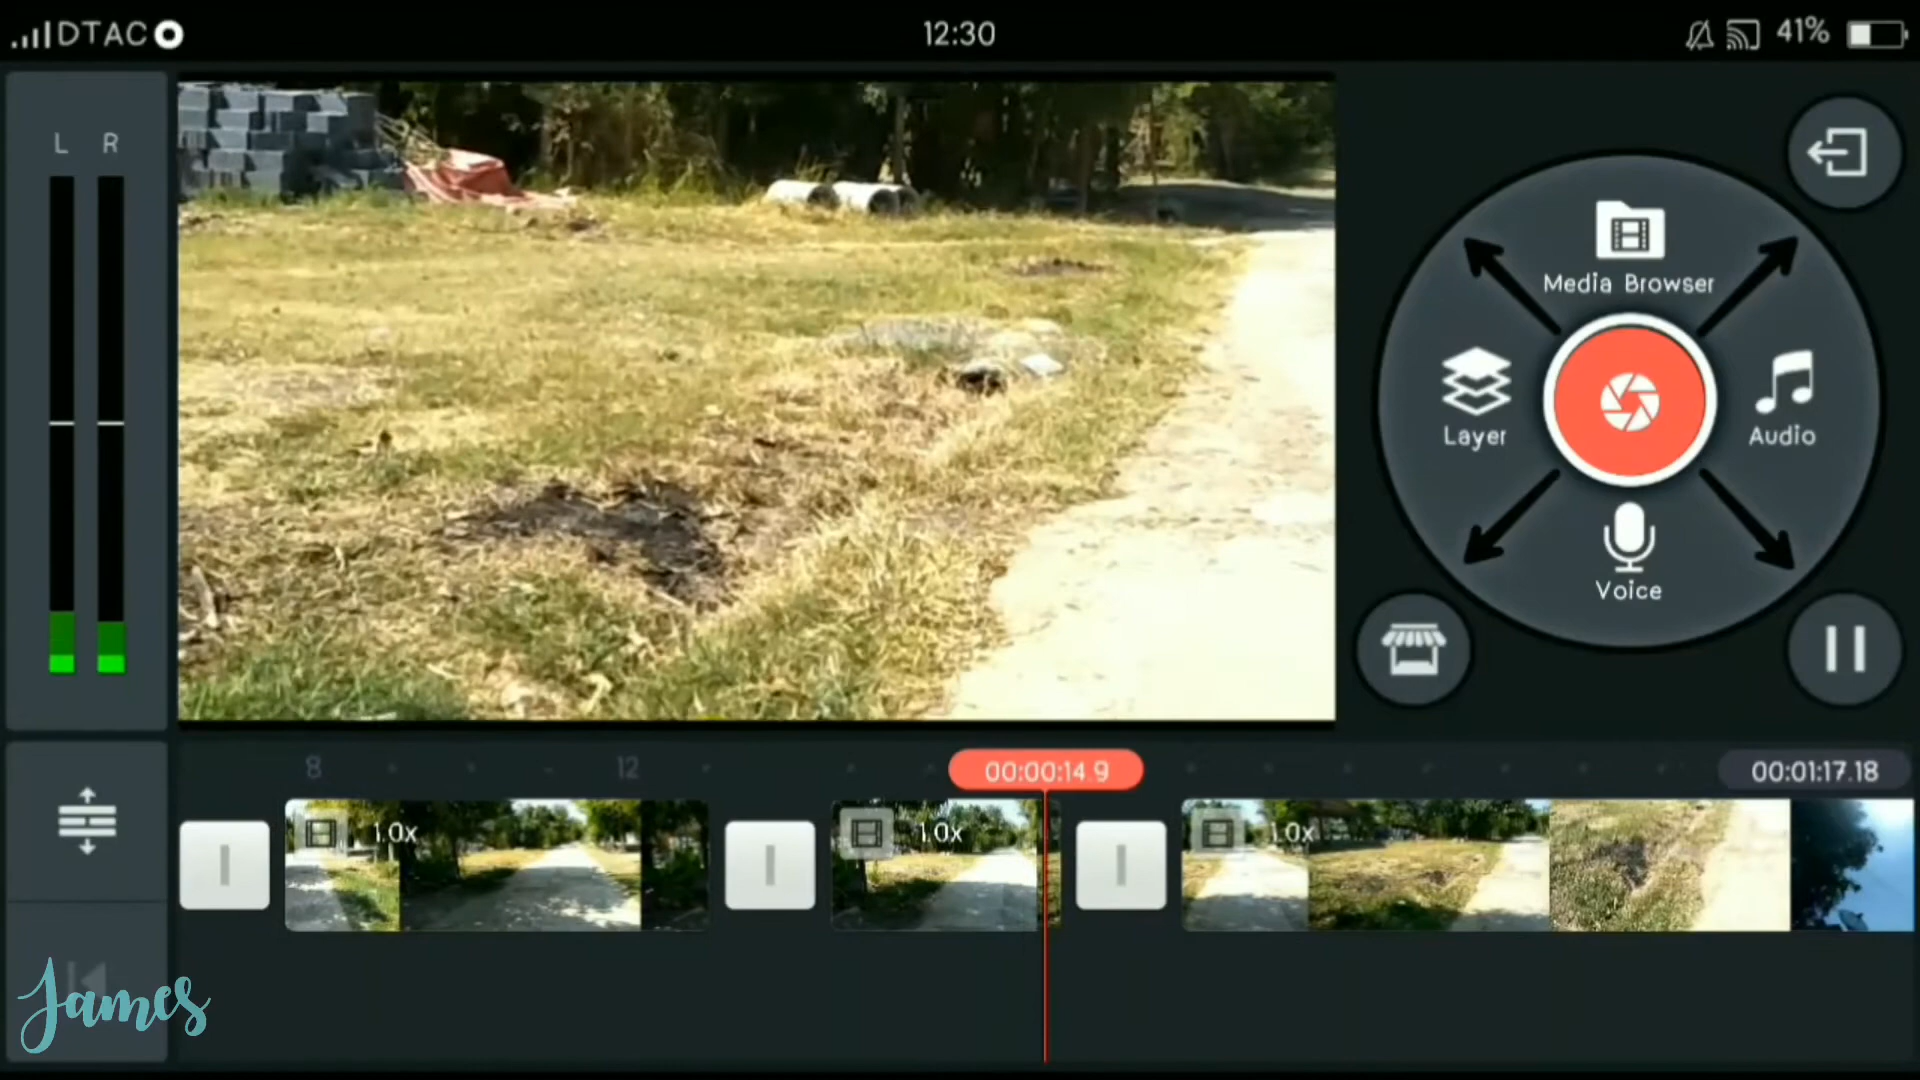 DTAC
12:30
41%
L R
Media Browser
Layer
Audio
Voice
8
12
00:00:14.9
00:01:17.18
1.0x
1.0x
1.0x
James